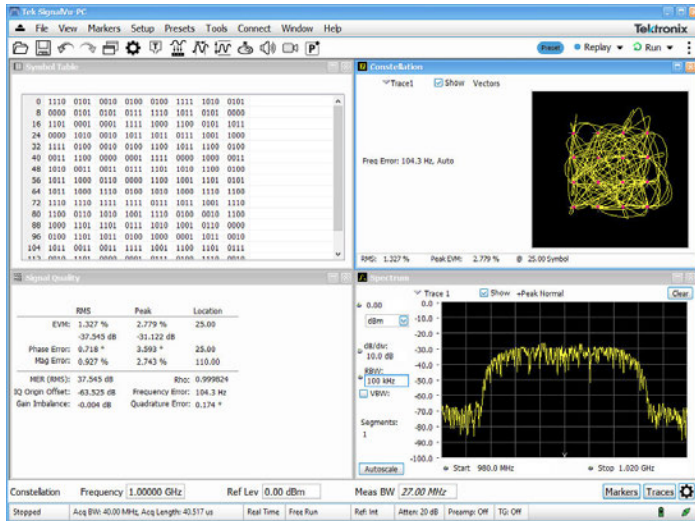 Tek SignalVu-PC
File View Markers Setup Presets Tools Connect Window Help
Tektronix
Preset Replay Run
Symbol Table
0 1110 0101 0010 0100 0100 1111 1010 0101
8 0000 0101 0101 0111 1110 1011 0101 0000
16 1101 0001 0001 1111 1000 1100 0101 1011
24 0000 1010 0010 1011 1011 0111 1001 1000
32 1111 0100 0010 0100 1100 1011 1110 0100
40 0011 1100 0000 0001 1111 0000 1000 0011
48 1010 0011 0011 0111 1101 1010 1100 0100
56 1011 1000 0110 0000 1100 1001 1101 0101
64 1011 1000 1110 0100 1010 1000 1110 1100
72 1110 1110 1111 1111 0111 1011 1001 1110
80 1100 0110 1010 1001 1110 0100 0010 1100
88 1000 1101 1101 0111 1010 1001 0110 0000
96 0100 1101 1011 0100 1000 0001 1011 0010
104 1011 0011 0011 1111 1001 1100 1101 0111
Constellation
Trace1 Show Vectors
Freq Error: 104.3 Hz, Auto
RMS: 1.327 % Peak EVM: 2.779 % @ 25.00 Symbol
Signal Quality
RMS Peak Location
EVM: 1.327 % 2.779 % 25.00
-37.545 dB -31.122 dB
Phase Error: 0.718 ° 3.593 ° 25.00
Mag Error: 0.927 % 2.743 % 110.00
MER (RMS): 37.545 dB Rho: 0.999824
IQ Origin Offset: -63.525 dB Frequency Error: 104.3 Hz
Gain Imbalance: -0.004 dB Quadrature Error: 0.174 °
Spectrum
Trace 1 Show +Peak Normal Clear
0.00
dBm
dB/div:
10.0 dB
RBW:
100 kHz
VBW:
Segments:
1
Autoscale
0.0
-10.0
-20.0
-30.0
-40.0
-50.0
-60.0
-70.0
-80.0
-90.0
-100.0
Start 980.0 MHz Stop 1.020 GHz
Constellation Frequency 1.00000 GHz Ref Lev 0.00 dBm Meas BW 27.00 MHz Markers Traces
Stopped Acq BW: 40.00 MHz, Acq Length: 40.517 us Real Time Free Run Ref: Int Atten: 20 dB Preamp: Off TG: Off